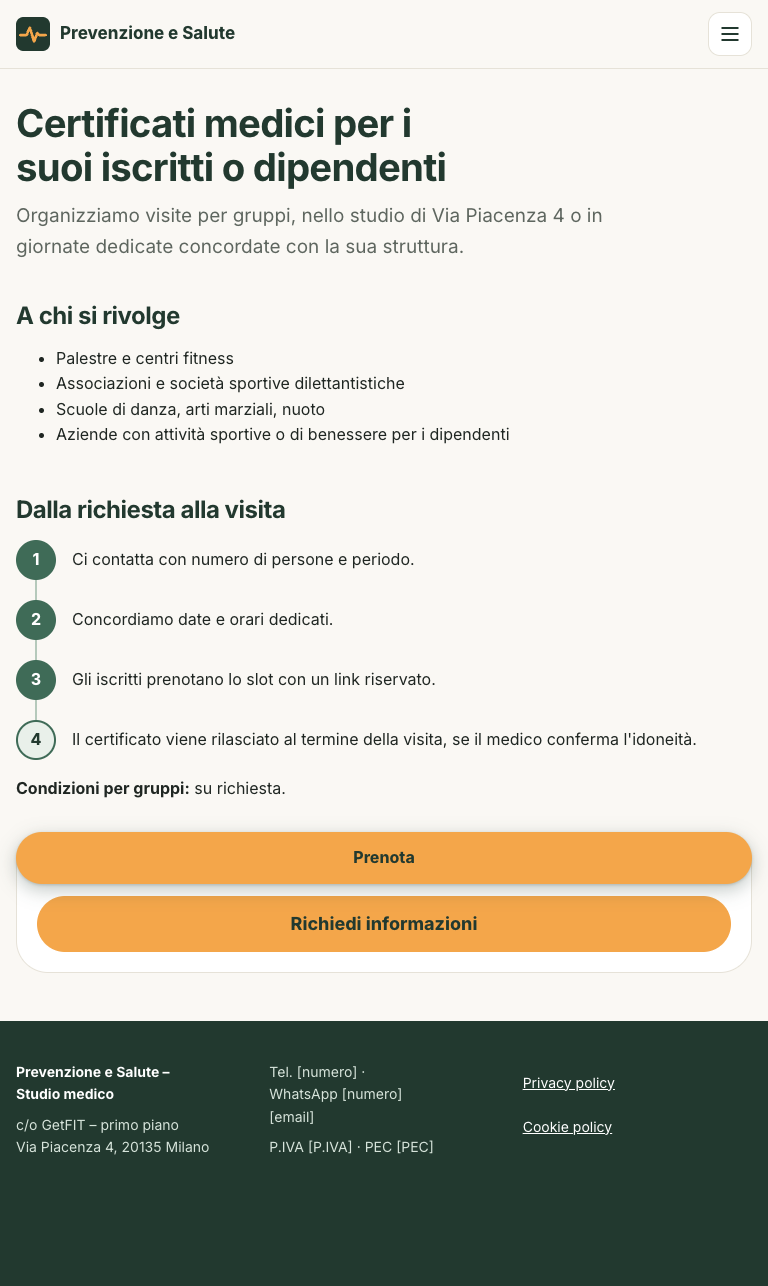 Prevenzione e Salute
Certificati medici per i
suoi iscritti o dipendenti
Organizziamo visite per gruppi, nello studio di Via Piacenza 4 o in
giornate dedicate concordate con la sua struttura.
A chi si rivolge
• Palestre e centri fitness
• Associazioni e società sportive dilettantistiche
• Scuole di danza, arti marziali, nuoto
• Aziende con attività sportive o di benessere per i dipendenti
Dalla richiesta alla visita
1 Ci contatta con numero di persone e periodo.
2 Concordiamo date e orari dedicati.
3 Gli iscritti prenotano lo slot con un link riservato.
4 Il certificato viene rilasciato al termine della visita, se il medico conferma l'idoneità.
Condizioni per gruppi: su richiesta.
Prenota
Richiedi informazioni
Prevenzione e Salute –
Studio medico
c/o GetFIT – primo piano
Via Piacenza 4, 20135 Milano
Tel. [numero] ·
WhatsApp [numero]
[email]
P.IVA [P.IVA] · PEC [PEC]
Privacy policy
Cookie policy